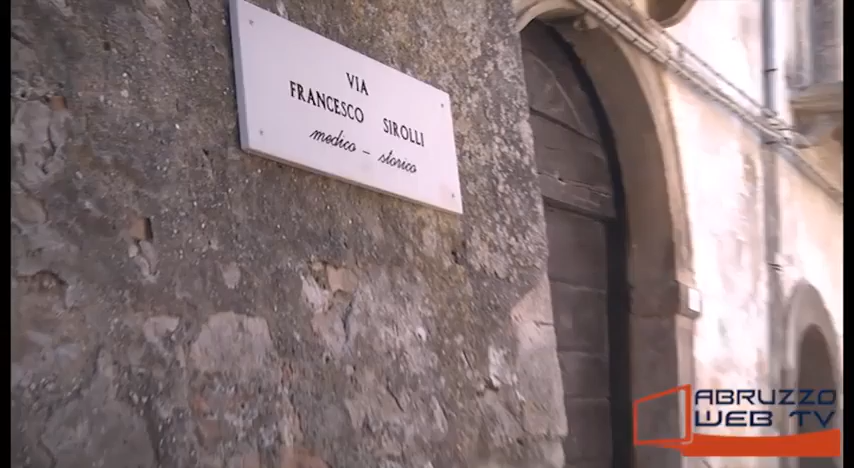 VIA
FRANCESCO SIROLLI
medico - storico
ABRUZZO
WEB TV